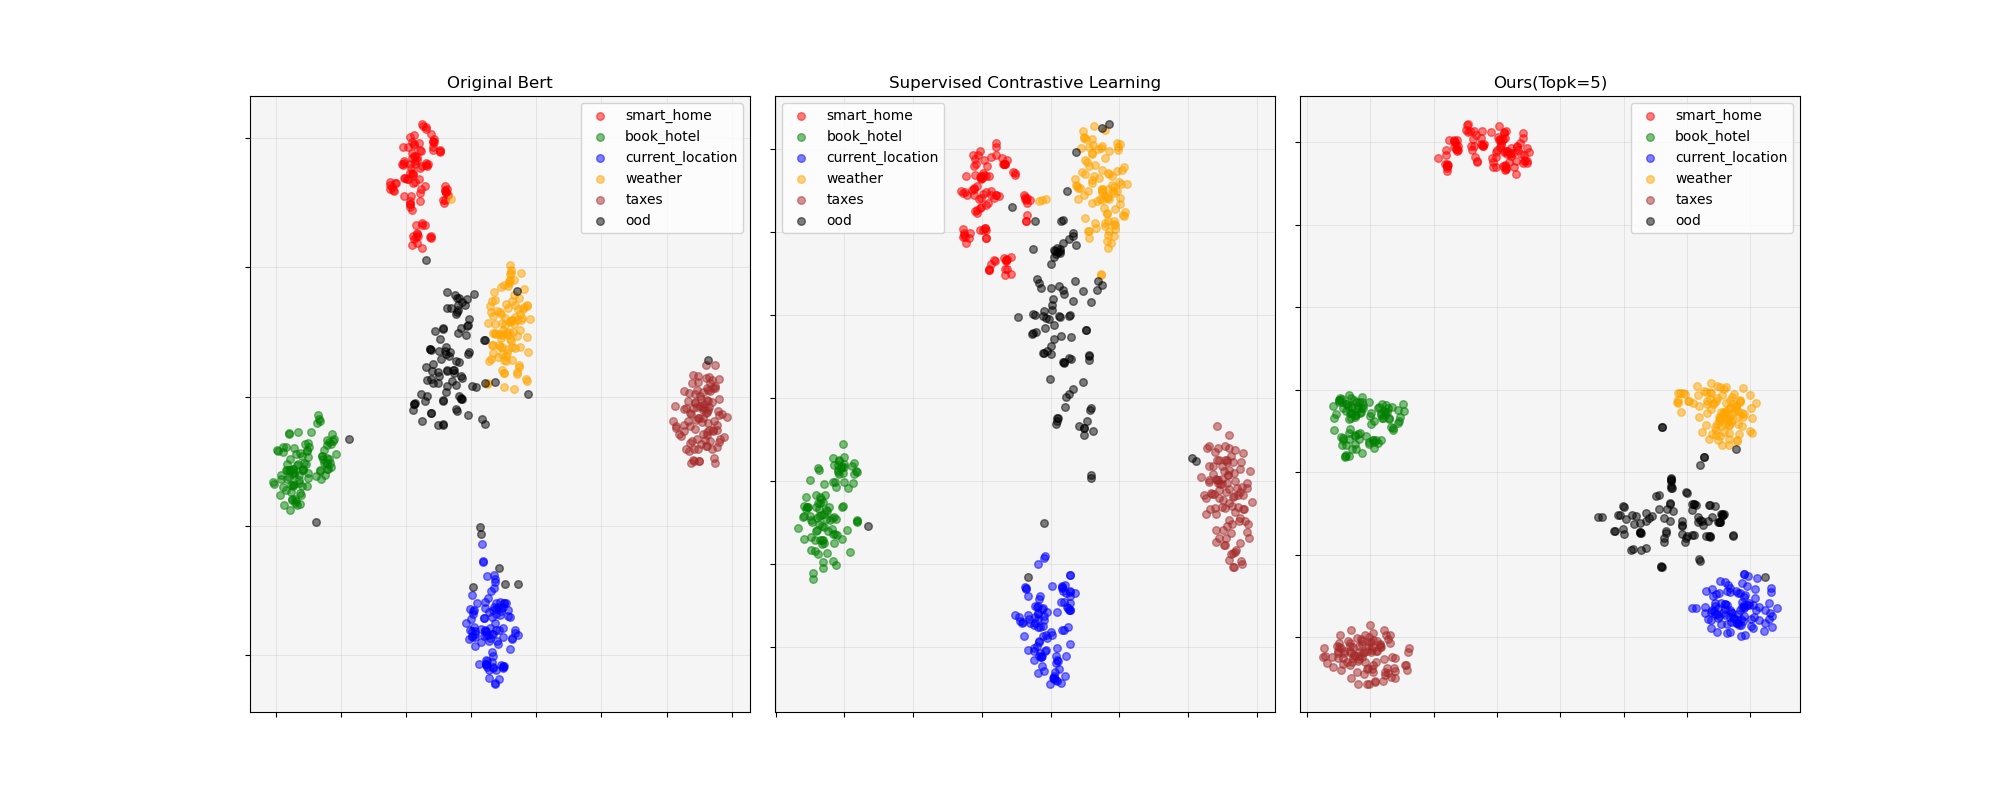 Original Bert
smart_home
book_hotel
current_location
weather
taxes
ood
Supervised Contrastive Learning
smart_home
book_hotel
current_location
weather
taxes
ood
Ours(Topk=5)
smart_home
book_hotel
current_location
weather
taxes
ood